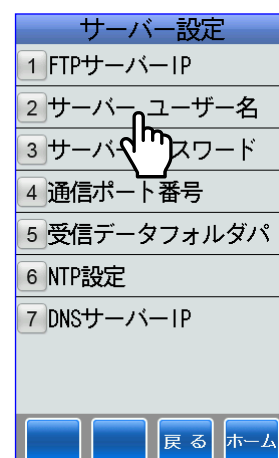 サーバー設定
1 FTPサーバーIP
2 サーバー ユーザー名
3 サーバ スワード
4 通信ポート番号
5 受信データフォルダパ
6 NTP設定
7 DNSサーバーIP
戻る ホーム